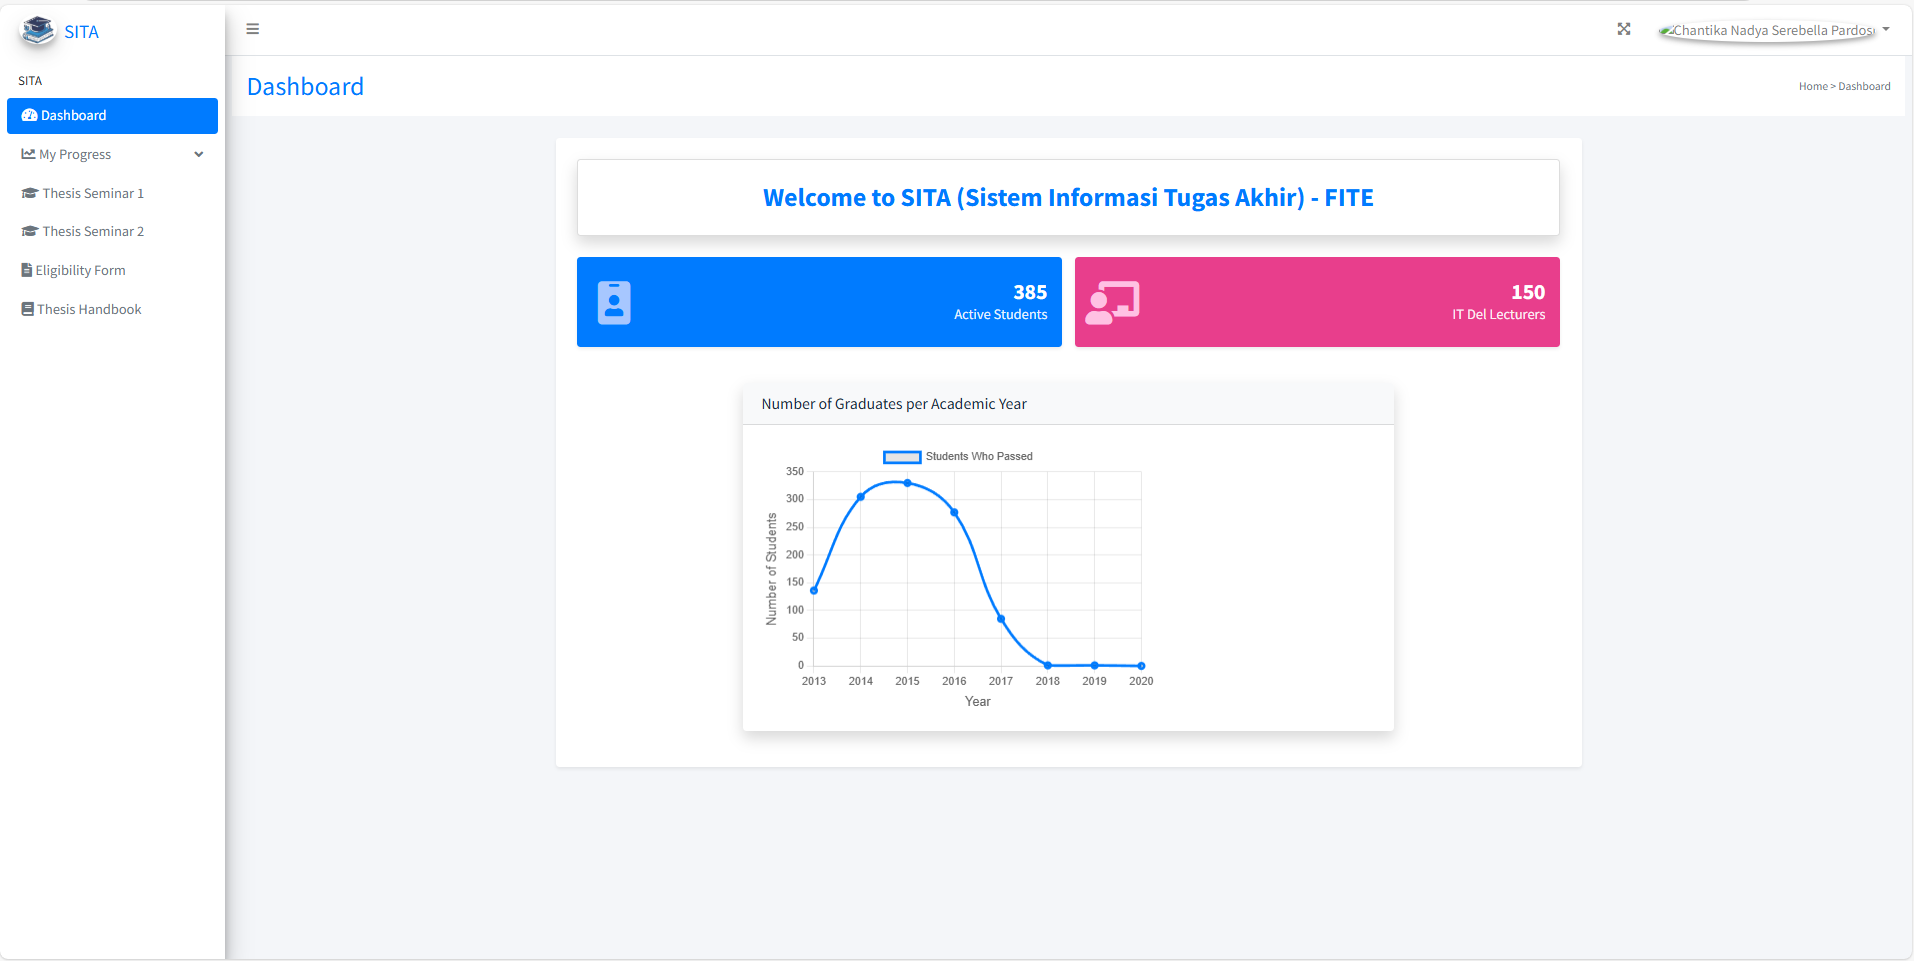 SITA
Chantika Nadya Serebella Pardos
SITA
Dashboard
My Progress
Thesis Seminar 1
Thesis Seminar 2
Eligibility Form
Thesis Handbook
Dashboard
Home > Dashboard
Welcome to SITA (Sistem Informasi Tugas Akhir) - FITE
385
Active Students
150
IT Del Lecturers
Number of Graduates per Academic Year
Students Who Passed
Number of Students
350
300
250
200
150
100
50
0
2013 2014 2015 2016 2017 2018 2019 2020
Year